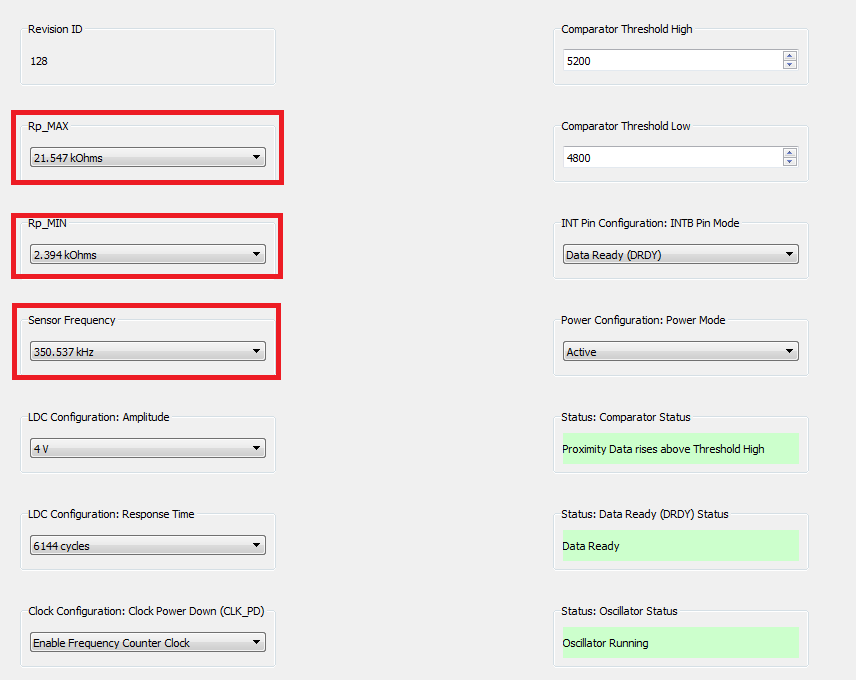 Revision ID
128
Rp_MAX
21.547 kOhms
Rp_MIN
2.394 kOhms
Sensor Frequency
350.537 kHz
LDC Configuration: Amplitude
4 V
LDC Configuration: Response Time
6144 cycles
Clock Configuration: Clock Power Down (CLK_PD)
Enable Frequency Counter Clock
Comparator Threshold High
5200
Comparator Threshold Low
4800
INT Pin Configuration: INTB Pin Mode
Data Ready (DRDY)
Power Configuration: Power Mode
Active
Status: Comparator Status
Proximity Data rises above Threshold High
Status: Data Ready (DRDY) Status
Data Ready
Status: Oscillator Status
Oscillator Running